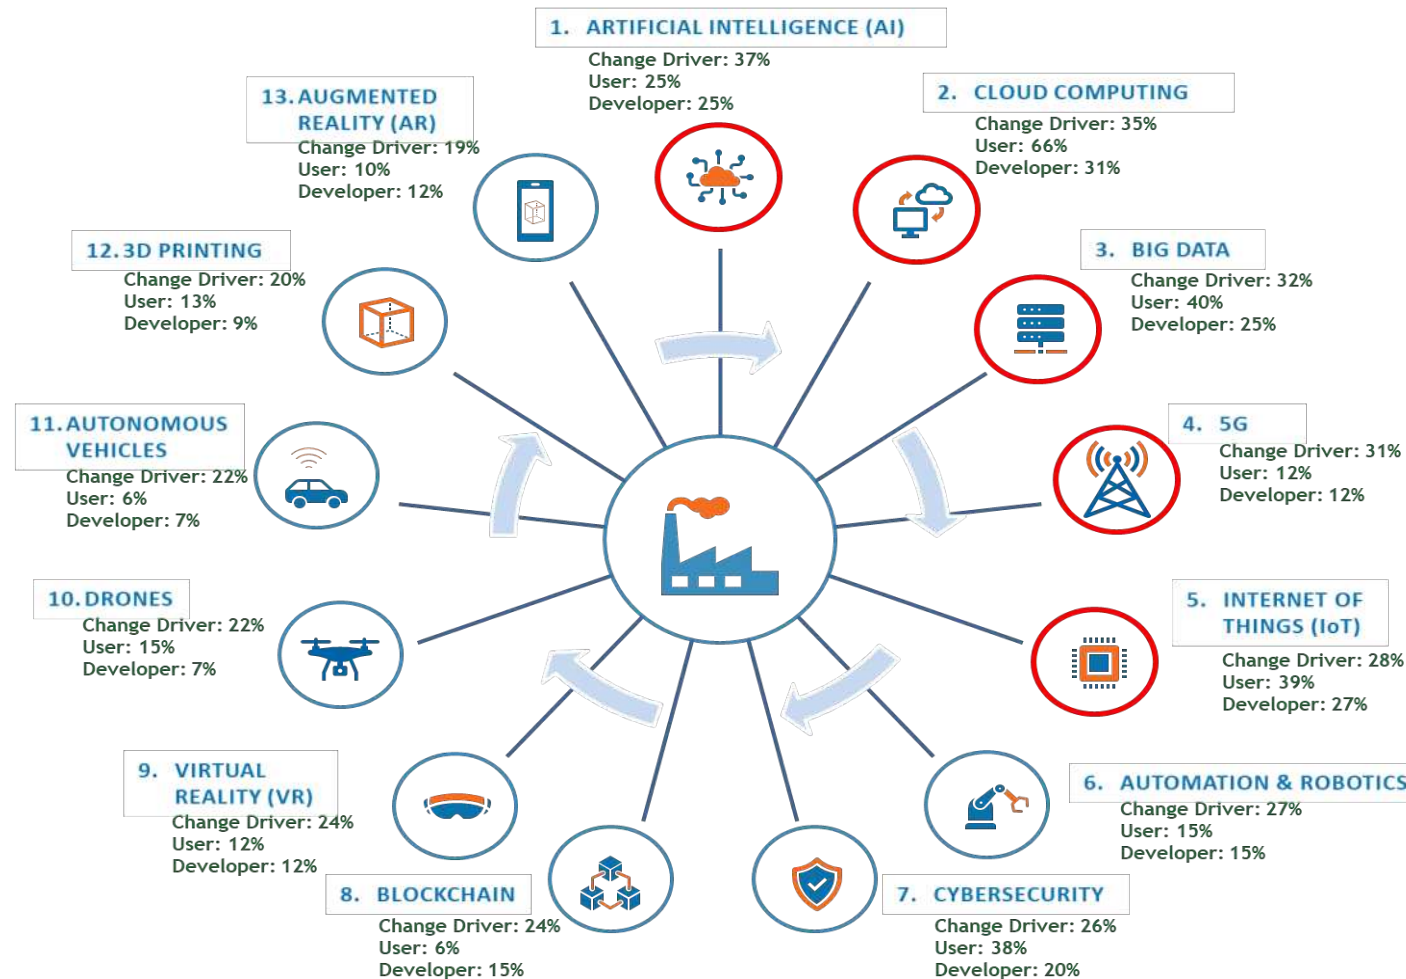 1. ARTIFICIAL INTELLIGENCE (AI)
Change Driver: 37%
User: 25%
Developer: 25%
2. CLOUD COMPUTING
Change Driver: 35%
User: 66%
Developer: 31%
3. BIG DATA
Change Driver: 32%
User: 40%
Developer: 25%
4. 5G
Change Driver: 31%
User: 12%
Developer: 12%
5. INTERNET OF
THINGS (IoT)
Change Driver: 28%
User: 39%
Developer: 27%
6. AUTOMATION & ROBOTICS
Change Driver: 27%
User: 15%
Developer: 15%
7. CYBERSECURITY
Change Driver: 26%
User: 38%
Developer: 20%
8. BLOCKCHAIN
Change Driver: 24%
User: 6%
Developer: 15%
9. VIRTUAL
REALITY (VR)
Change Driver: 24%
User: 12%
Developer: 12%
10. DRONES
Change Driver: 22%
User: 15%
Developer: 7%
11. AUTONOMOUS
VEHICLES
Change Driver: 22%
User: 6%
Developer: 7%
12. 3D PRINTING
Change Driver: 20%
User: 13%
Developer: 9%
13. AUGMENTED
REALITY (AR)
Change Driver: 19%
User: 10%
Developer: 12%